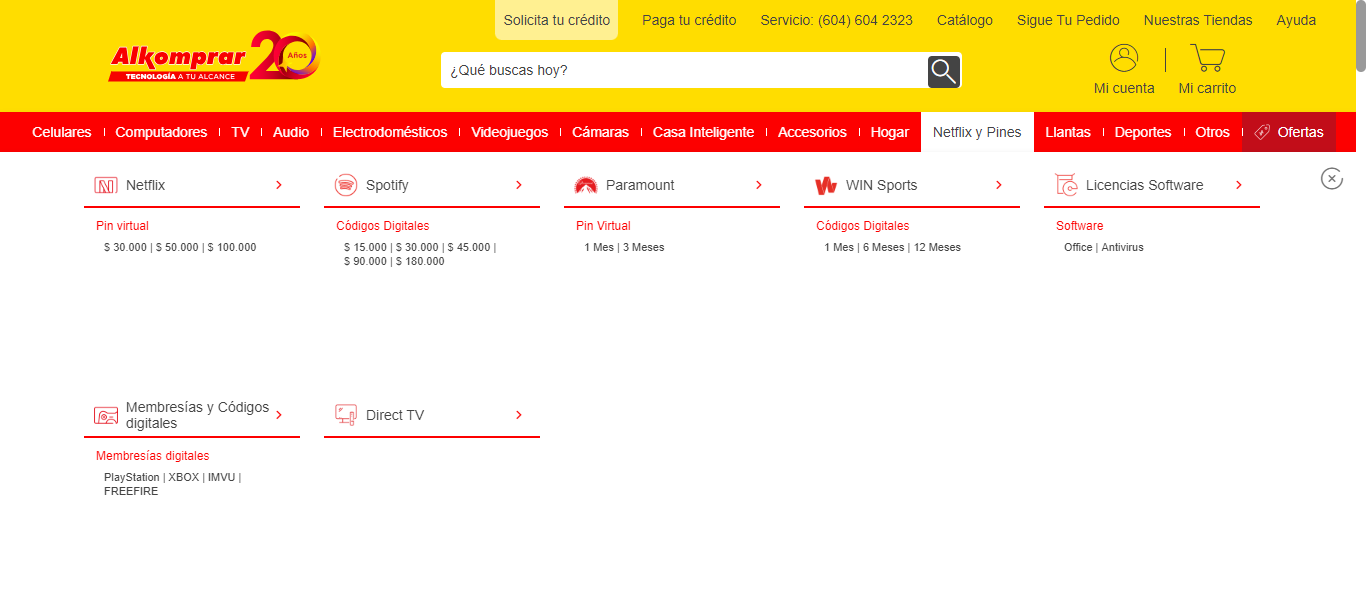 Solicita tu crédito Paga tu crédito Servicio: (604) 604 2323 Catálogo Sigue Tu Pedido Nuestras Tiendas Ayuda
Alkomprar 20 Años
TECNOLOGÍA A TU ALCANCE
¿Qué buscas hoy?
Mi cuenta Mi carrito
Celulares Computadores TV Audio Electrodomésticos Videojuegos Cámaras Casa Inteligente Accesorios Hogar Netflix y Pines Llantas Deportes Otros Ofertas
Netflix Spotify Paramount WIN Sports Licencias Software
Pin virtual Códigos Digitales Pin Virtual Códigos Digitales Software
$ 30.000 | $ 50.000 | $ 100.000 $ 15.000 | $ 30.000 | $ 45.000 | 1 Mes | 3 Meses 1 Mes | 6 Meses | 12 Meses Office | Antivirus
$ 90.000 | $ 180.000
Membresías y Códigos
digitales
Direct TV
Membresías digitales
PlayStation | XBOX | IMVU |
FREEFIRE